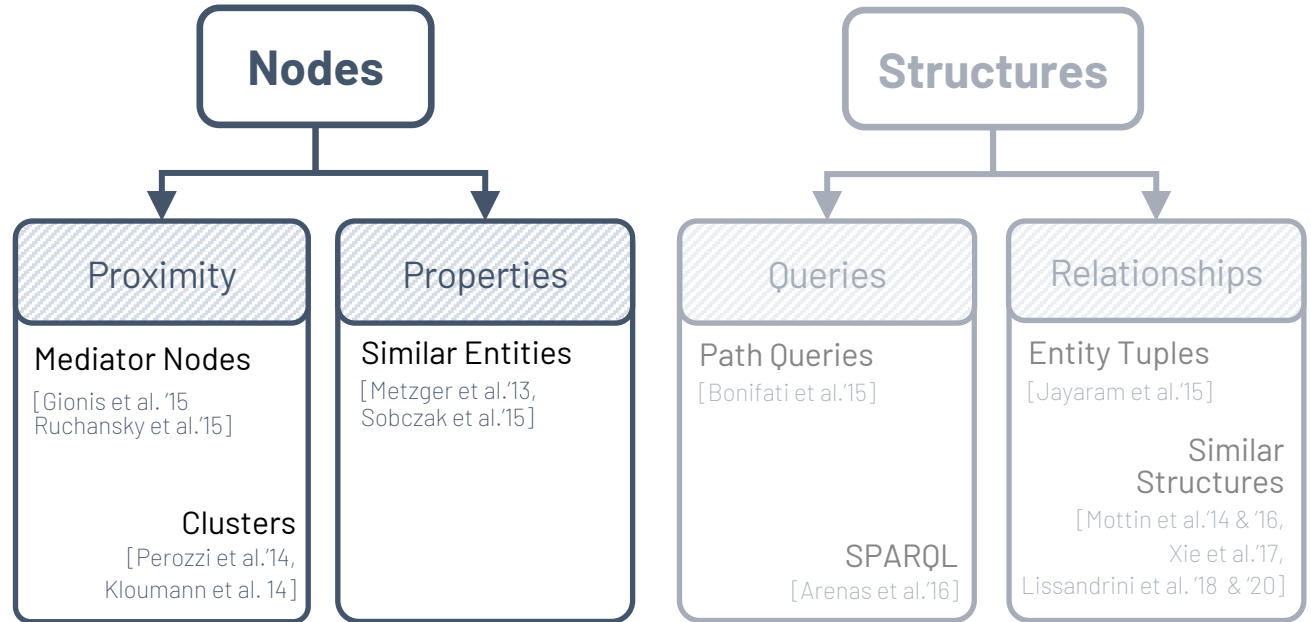 Nodes
Structures
Proximity
Properties
Queries
Relationships
Mediator Nodes
[Gionis et al. '15
Ruchansky et al.'15]
Clusters
[Perozzi et al.'14,
Kloumann et al. 14]
Similar Entities
[Metzger et al.'13,
Sobczak et al.'15]
Path Queries
[Bonifati et al.'15]
SPARQL
[Arenas et al.'16]
Entity Tuples
[Jayaram et al.'15]
Similar
Structures
[Mottin et al.'14 & '16,
Xie et al.'17,
Lissandrini et al. '18 & '20]